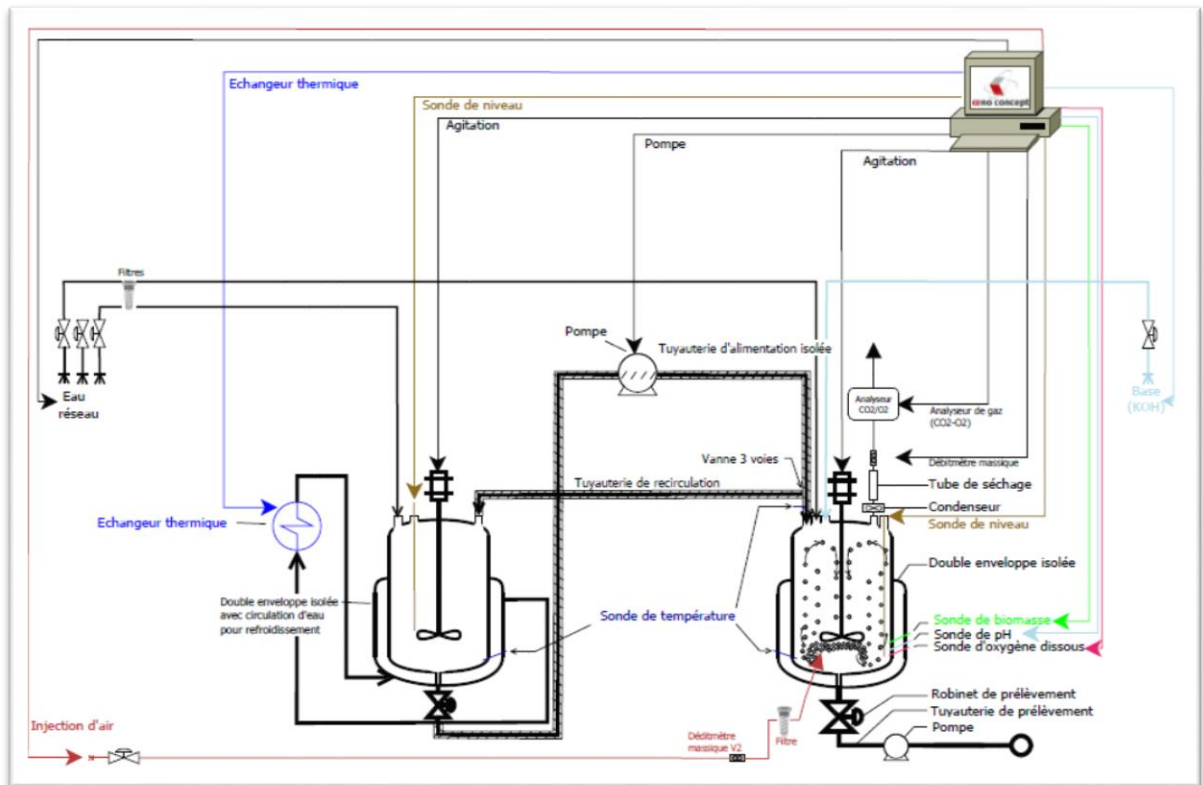 Echangeur thermique
Sonde de niveau
Agitation
Pompe
Agitation
Filtres
Pompe
Tuyauterie d'alimentation isolée
Eau
réseau
Base
(KOH)
Analyseur
CO2/O2
Analyseur de gaz
(CO2-O2)
Vanne 3 voies
Débitmètre massique
Tuyauterie de recirculation
Tube de séchage
Condenseur
Echangeur thermique
Sonde de niveau
Double enveloppe isolée
Double enveloppe isolée
avec circulation d'eau
pour refroidissement
Sonde de température
Sonde de biomasse
Sonde de pH
Sonde d'oxygène dissous
Robinet de prélèvement
Tuyauterie de prélèvement
Pompe
Injection d'air
Déditmètre
massique V2
Filtre